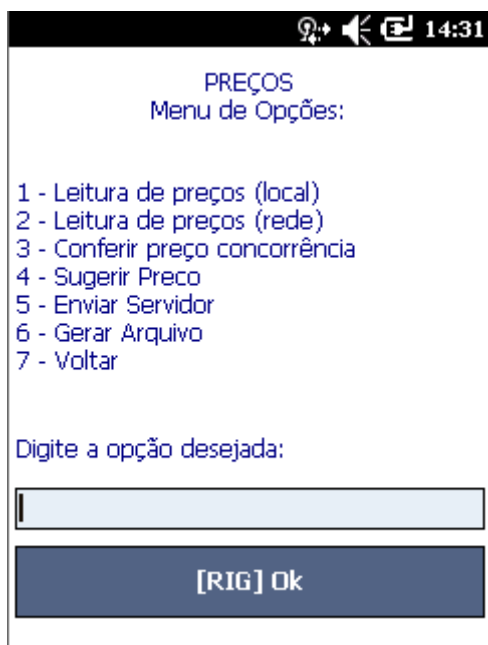 14:31
PREÇOS
Menu de Opções:
1 - Leitura de preços (local)
2 - Leitura de preços (rede)
3 - Conferir preço concorrência
4 - Sugerir Preco
5 - Enviar Servidor
6 - Gerar Arquivo
7 - Voltar
Digite a opção desejada:
[RIG] Ok